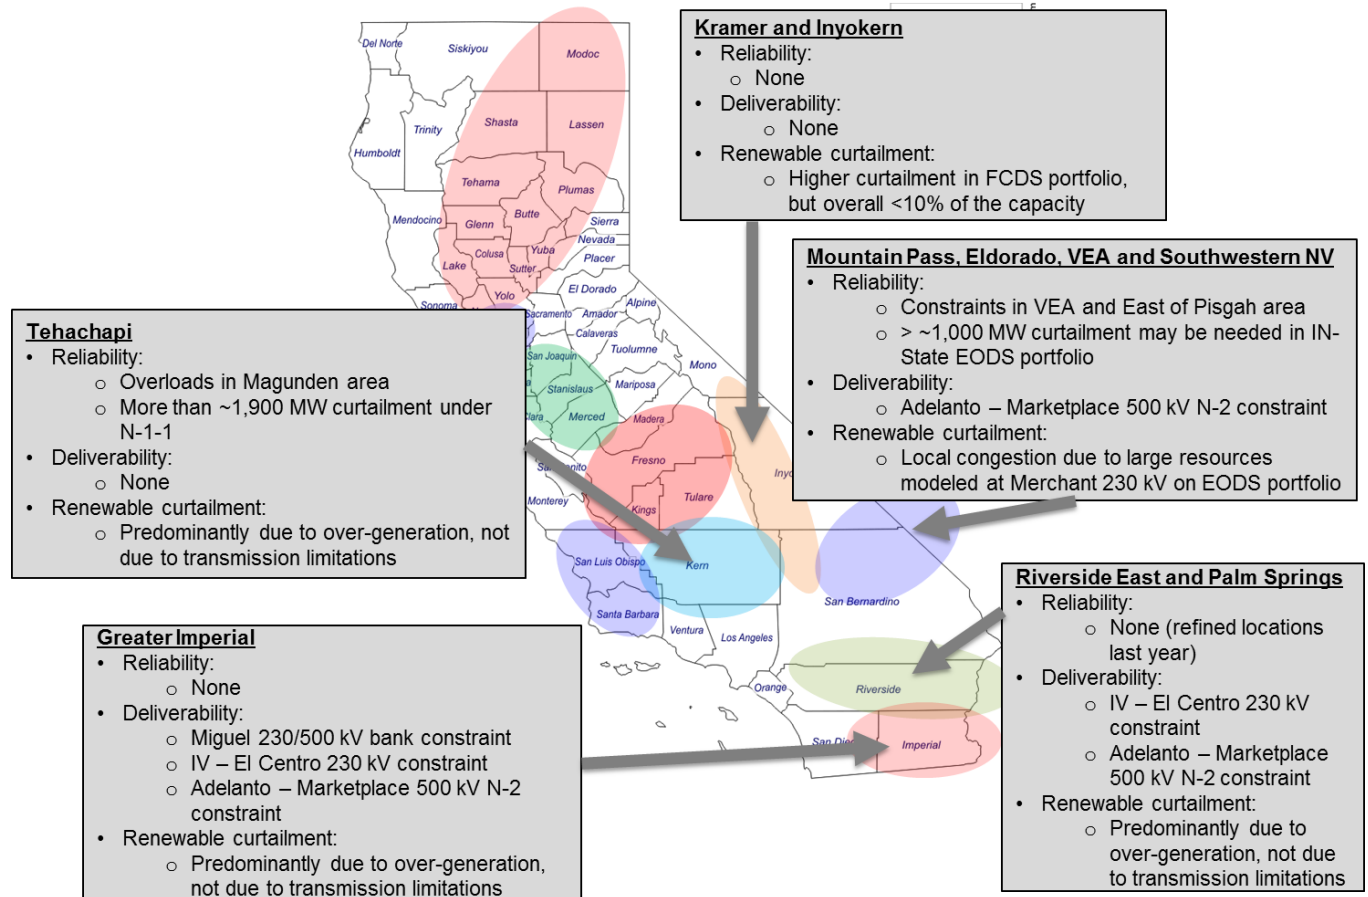 Kramer and Inyokern
• Reliability:
o None
• Deliverability:
o None
• Renewable curtailment:
o Higher curtailment in FCDS portfolio,
but overall <10% of the capacity
Mountain Pass, Eldorado, VEA and Southwestern NV
• Reliability:
o Constraints in VEA and East of Pisgah area
o > ~1,000 MW curtailment may be needed in IN-
State EODS portfolio
• Deliverability:
o Adelanto – Marketplace 500 kV N-2 constraint
• Renewable curtailment:
o Local congestion due to large resources
modeled at Merchant 230 kV on EODS portfolio
Tehachapi
• Reliability:
o Overloads in Magunden area
o More than ~1,900 MW curtailment under
N-1-1
• Deliverability:
o None
• Renewable curtailment:
o Predominantly due to over-generation, not
due to transmission limitations
Riverside East and Palm Springs
• Reliability:
o None (refined locations
last year)
• Deliverability:
o IV – El Centro 230 kV
constraint
o Adelanto – Marketplace
500 kV N-2 constraint
• Renewable curtailment:
o Predominantly due to
over-generation, not due
to transmission limitations
Greater Imperial
• Reliability:
o None
• Deliverability:
o Miguel 230/500 kV bank constraint
o IV – El Centro 230 kV constraint
o Adelanto – Marketplace 500 kV N-2
constraint
• Renewable curtailment:
o Predominantly due to over-generation,
not due to transmission limitations
Del Norte
Siskiyou
Modoc
Trinity
Shasta
Lassen
Humboldt
Tehama
Plumas
Mendocino
Glenn
Butte
Sierra
Nevada
Colusa
Yuba
Placer
Lake
Sutter
Yolo
El Dorado
Sonoma
Sacramento
Amador
Alpine
Calaveras
San Joaquin
Tuolumne
Mono
Stanislaus
Mariposa
Merced
Madera
Fresno
Monterey
Tulare
Kings
San Luis Obispo
Kern
San Bernardino
Santa Barbara
Ventura
Los Angeles
Orange
Riverside
Imperial